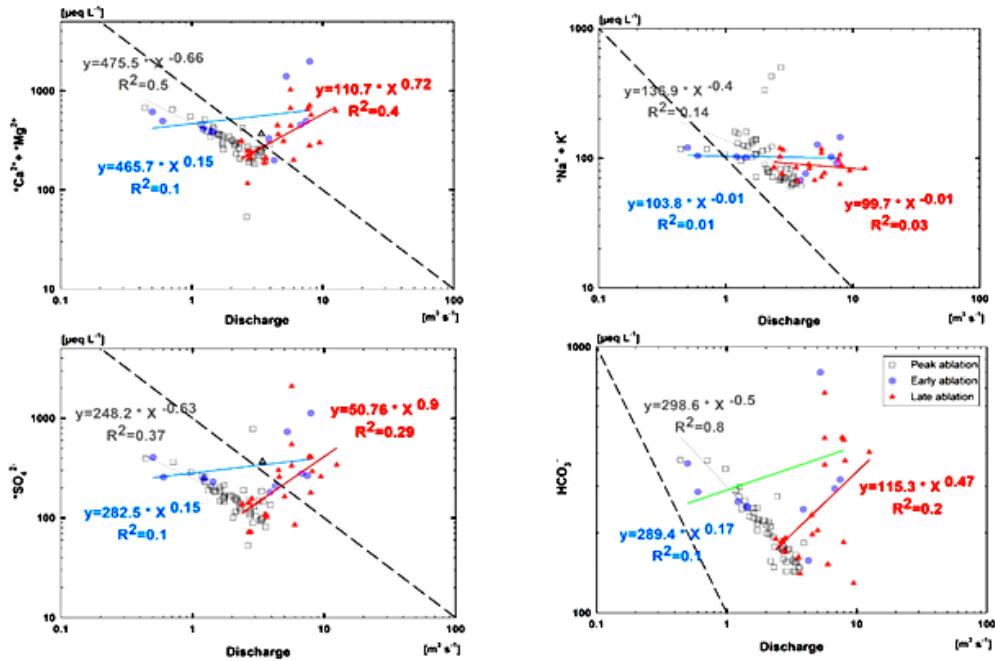 [µeq L⁻¹]
y=475.5 * X -0.66
R²=0.5
y=110.7 * X 0.72
R²=0.4
y=465.7 * X 0.15
R²=0.1
*Ca²⁺+ *Mg²⁺
1000
100
10
0.1 1 10 100
Discharge [m³ s⁻¹]
[µeq L⁻¹]
y=136.9 * X -0.4
R²=0.14
y=103.8 * X -0.01
R²=0.01
y=99.7 * X -0.01
R²=0.03
*Na⁺ + K⁺
1000
100
10
0.1 1 10 100
Discharge [m³ s⁻¹]
[µeq L⁻¹]
y=248.2 * X -0.63
R²=0.37
y=50.76 * X 0.9
R²=0.29
y=282.5 * X 0.15
R²=0.1
*SO₄²⁻
1000
100
10
0.1 1 10 100
Discharge [m³ s⁻¹]
[µeq L⁻¹]
Peak ablation
Early ablation
Late ablation
y=298.6 * X -0.5
R²=0.8
y=115.3 * X 0.47
R²=0.2
y=289.4 * X 0.17
R²=0.1
HCO₃⁻
1000
100
0.1 1 10 100
Discharge [m³ s⁻¹]